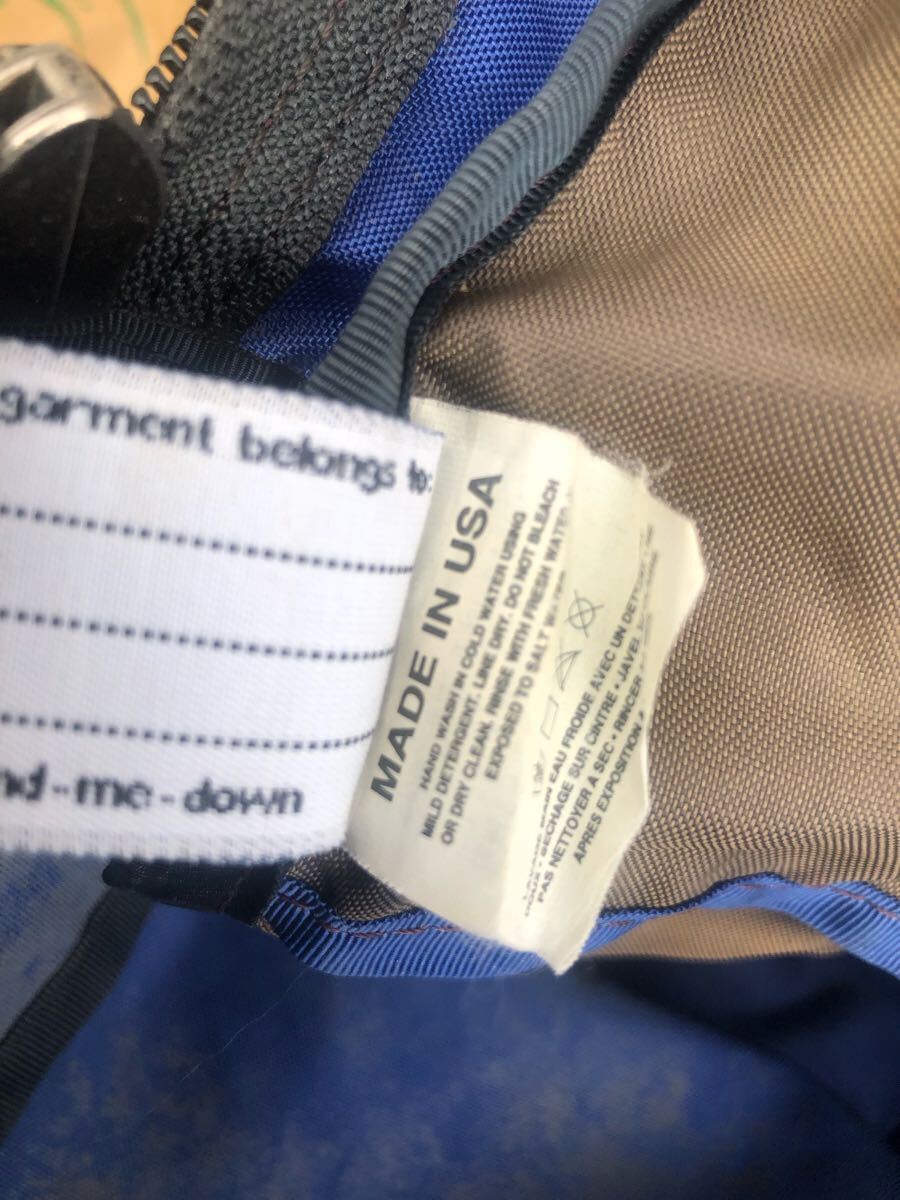 garment belongs to:
nd-me-down
MADE IN USA
HAND WASH IN COLD WATER USING
MILD DETERGENT. LINE DRY. DO NOT BLEACH
OR DRY CLEAN. RINSE WITH FRESH WATER
EXPOSED TO SALT WATER
EAU FROIDE AVEC UN
DOUX • SECHAGE SUR CINTRE • JAVEL
PAS NETTOYER A SEC • RINCER
APRES EXPOSITION